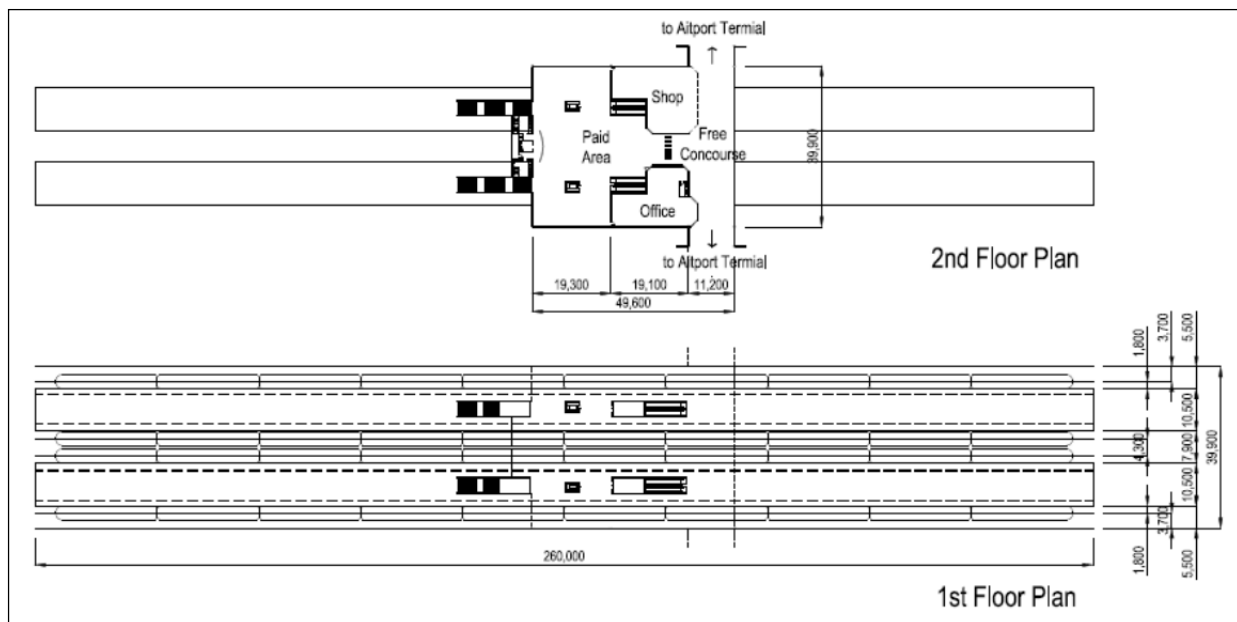 to Aitport Termial
Shop
Paid
Area
Free
Concourse
39,900
Office
to Aitport Termial
2nd Floor Plan
19,300
19,100
11,200
49,600
1,800
3,700
5,500
10,500
4,300
7,900
39,900
10,500
3,700
1,800
5,500
260,000
1st Floor Plan